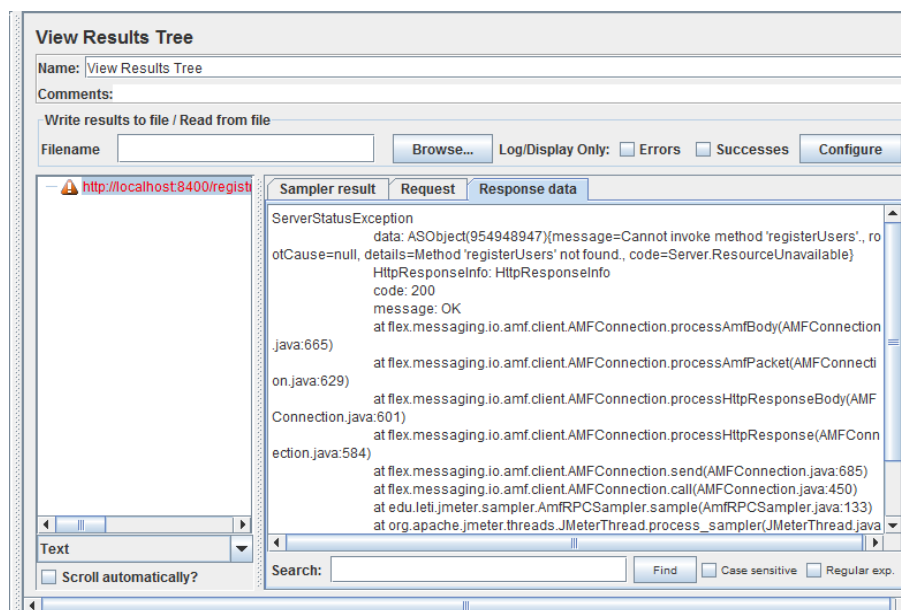 View Results Tree
Name: View Results Tree
Comments:
Write results to file / Read from file
Filename Browse... Log/Display Only: Errors Successes Configure
http://localhost:8400/registr
Sampler result Request Response data
ServerStatusException
data: ASObject(954948947){message=Cannot invoke method 'registerUsers'., ro
otCause=null, details=Method 'registerUsers' not found., code=Server.ResourceUnavailable}
HttpResponseInfo: HttpResponseInfo
code: 200
message: OK
at flex.messaging.io.amf.client.AMFConnection.processAmfBody(AMFConnection
.java:665)
at flex.messaging.io.amf.client.AMFConnection.processAmfPacket(AMFConnecti
on.java:629)
at flex.messaging.io.amf.client.AMFConnection.processHttpResponseBody(AMF
Connection.java:601)
at flex.messaging.io.amf.client.AMFConnection.processHttpResponse(AMFConn
ection.java:584)
at flex.messaging.io.amf.client.AMFConnection.send(AMFConnection.java:685)
at flex.messaging.io.amf.client.AMFConnection.call(AMFConnection.java:450)
at edu.leti.jmeter.sampler.AmfRPCSampler.sample(AmfRPCSampler.java:133)
at org.apache.jmeter.threads.JMeterThread.process_sampler(JMeterThread.java
Text
Scroll automatically?
Search: Find Case sensitive Regular exp.